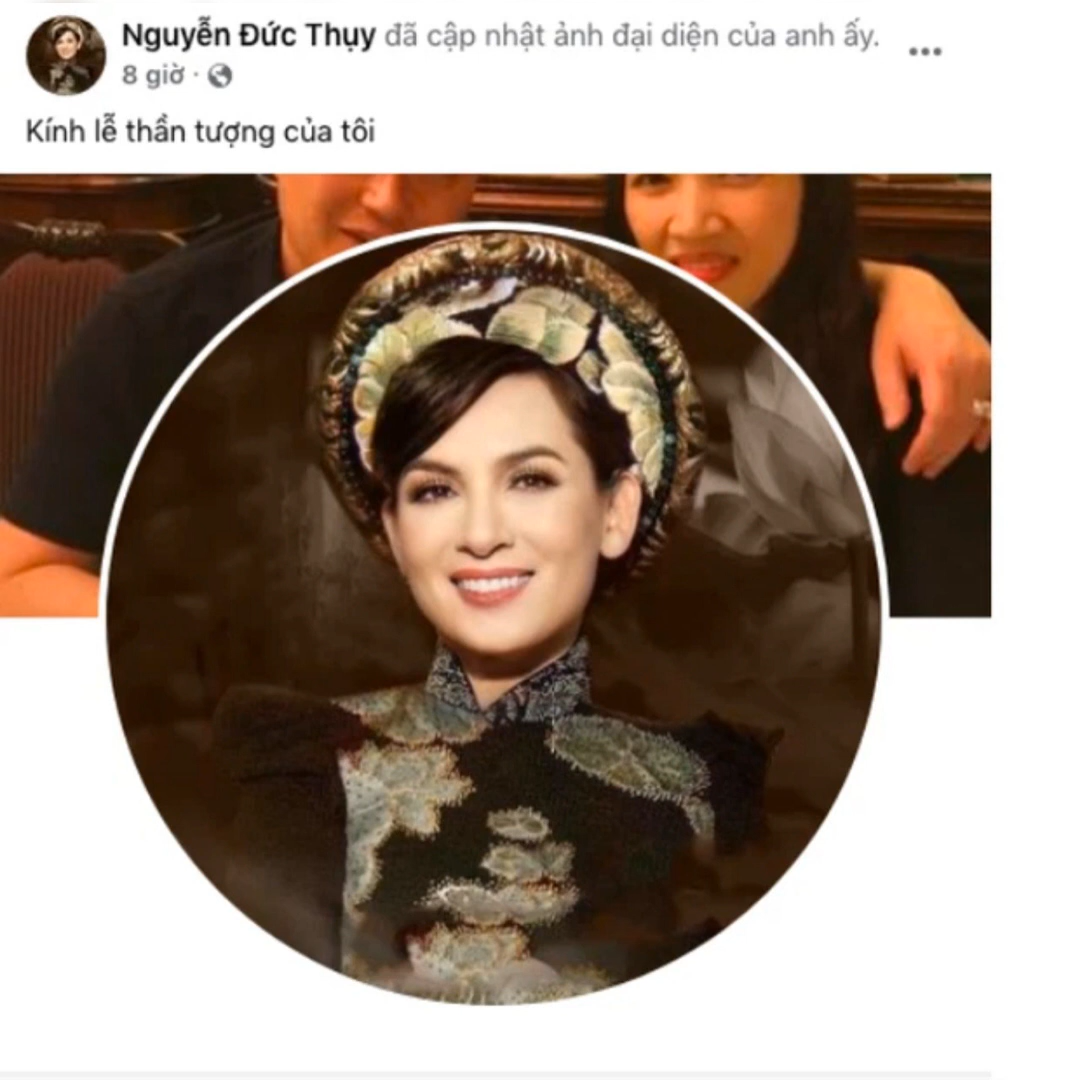 Nguyễn Đức Thụy đã cập nhật ảnh đại diện của anh ấy.
8 giờ ·
Kính lễ thần tượng của tôi